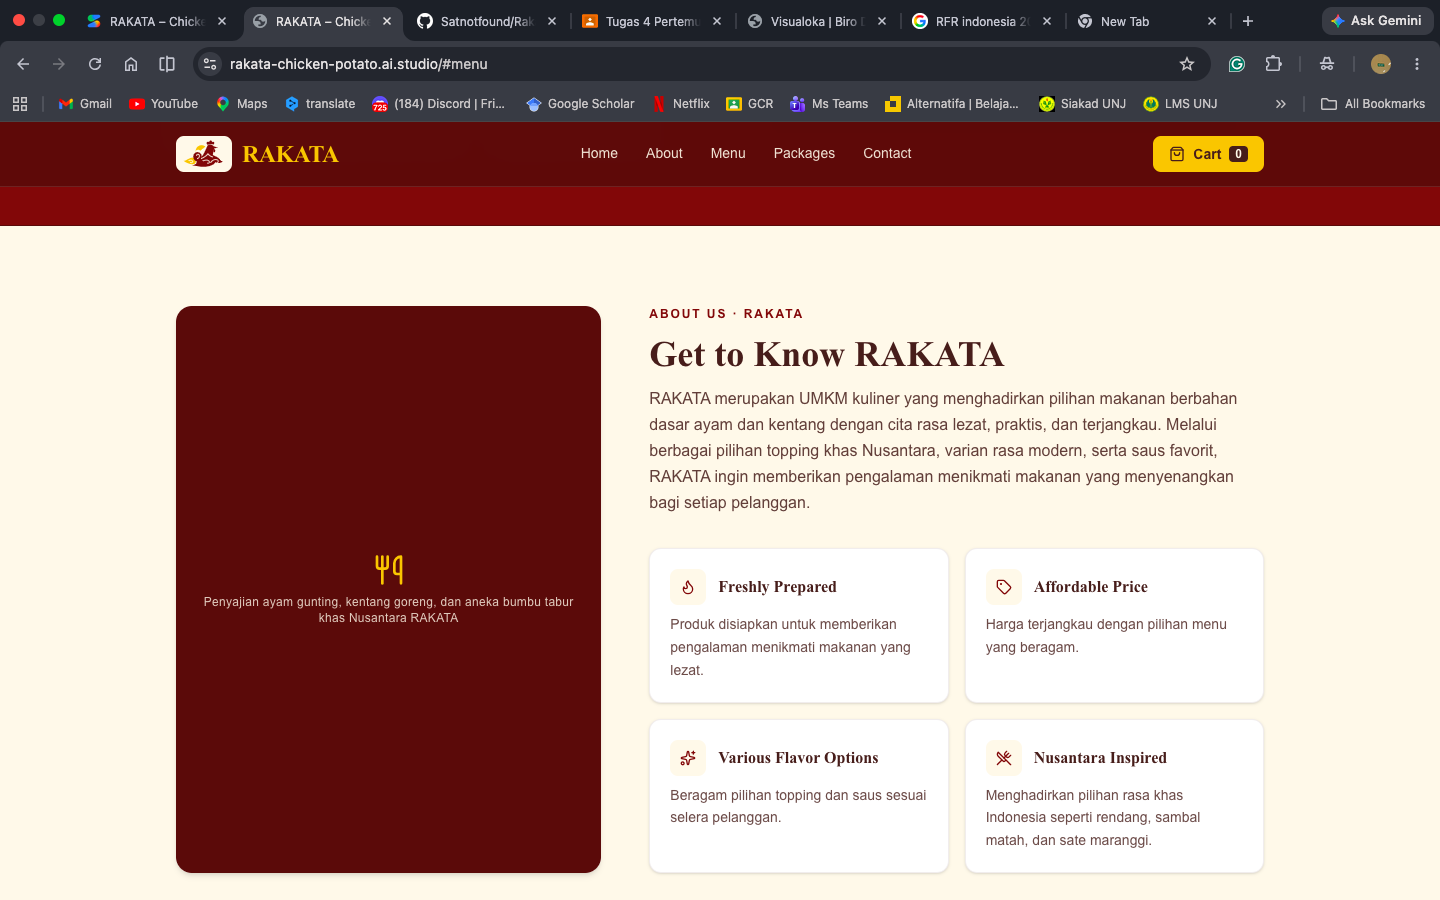 RAKATA – Chick
RAKATA – Chick
Satnotfound/Rak
Tugas 4 Pertemu
Visualoka | Biro D
RFR indonesia 20
New Tab
Ask Gemini
rakata-chicken-potato.ai.studio/#menu
Gmail
YouTube
Maps
translate
725
(184) Discord | Fri...
Google Scholar
Netflix
GCR
Ms Teams
Alternatifa | Belaja...
Siakad UNJ
LMS UNJ
All Bookmarks
RAKATA
Home
About
Menu
Packages
Contact
Cart 0
Penyajian ayam gunting, kentang goreng, dan aneka bumbu tabur
khas Nusantara RAKATA
ABOUT US · RAKATA
Get to Know RAKATA
RAKATA merupakan UMKM kuliner yang menghadirkan pilihan makanan berbahan
dasar ayam dan kentang dengan cita rasa lezat, praktis, dan terjangkau. Melalui
berbagai pilihan topping khas Nusantara, varian rasa modern, serta saus favorit,
RAKATA ingin memberikan pengalaman menikmati makanan yang menyenangkan
bagi setiap pelanggan.
Freshly Prepared
Produk disiapkan untuk memberikan
pengalaman menikmati makanan yang
lezat.
Affordable Price
Harga terjangkau dengan pilihan menu
yang beragam.
Various Flavor Options
Beragam pilihan topping dan saus sesuai
selera pelanggan.
Nusantara Inspired
Menghadirkan pilihan rasa khas
Indonesia seperti rendang, sambal
matah, dan sate maranggi.